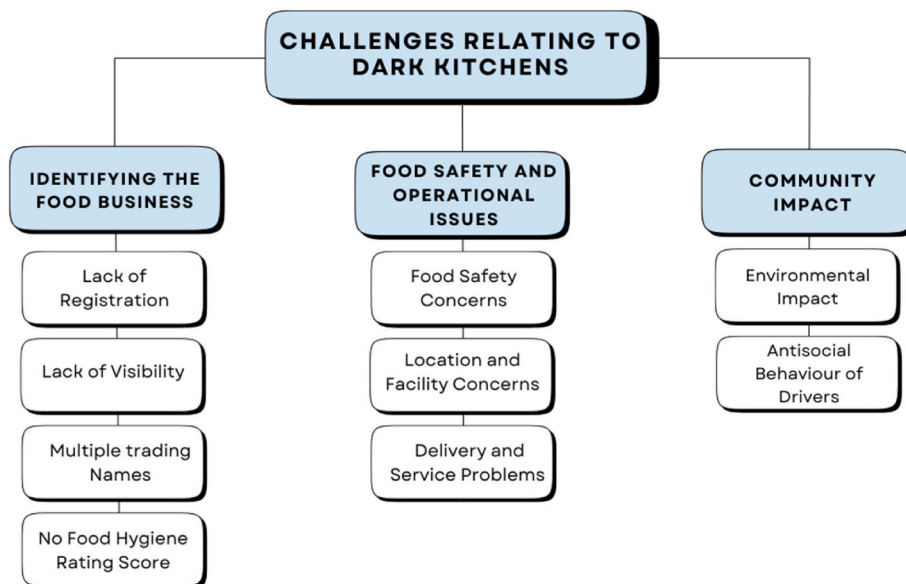 CHALLENGES RELATING TO
DARK KITCHENS
IDENTIFYING THE
FOOD BUSINESS
Lack of
Registration
Lack of Visibility
Multiple trading
Names
No Food Hygiene
Rating Score
FOOD SAFETY AND
OPERATIONAL
ISSUES
Food Safety
Concerns
Location and
Facility Concerns
Delivery and
Service Problems
COMMUNITY
IMPACT
Environmental
Impact
Antisocial
Behaviour of
Drivers